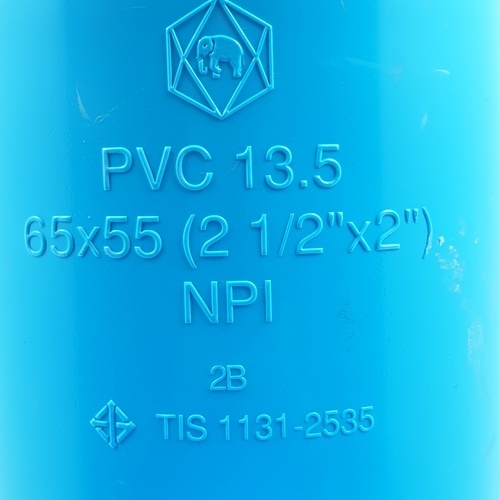 PVC 13.5
65x55 (2 1/2"x2")
NPI
2B
TIS 1131-2535